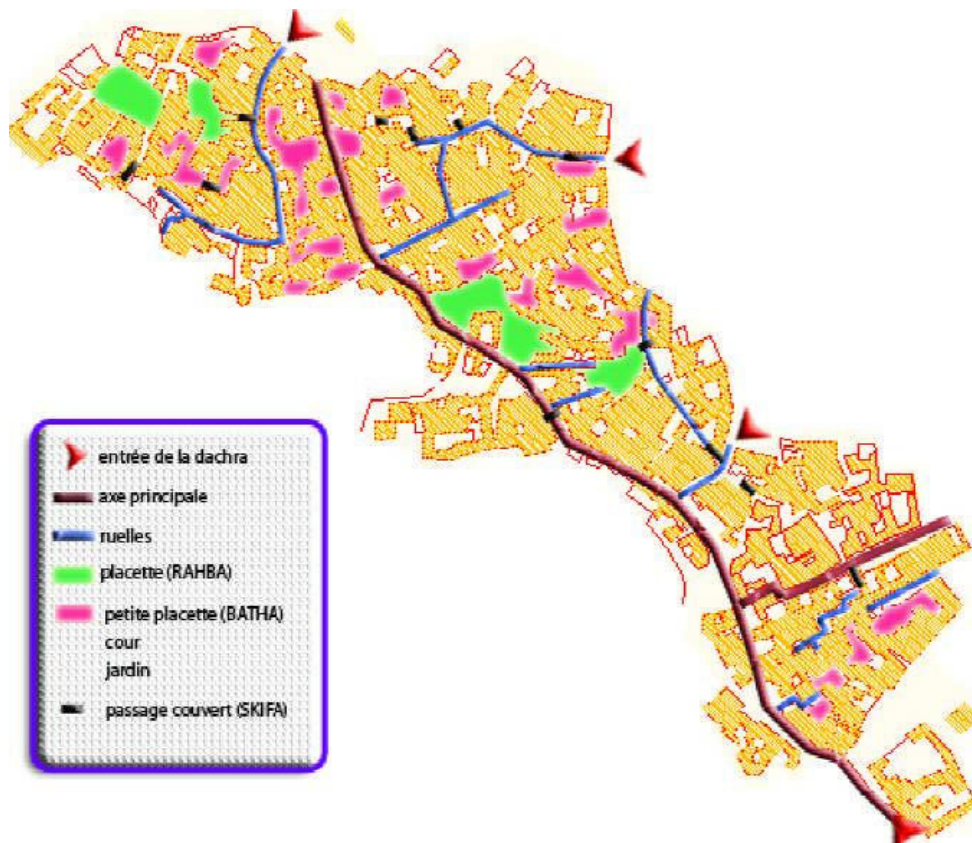 entrée de la dachra
axe principale
ruelles
placette (RAHBA)
petite placette (BATHA)
cour
jardin
passage couvert (SKIFA)